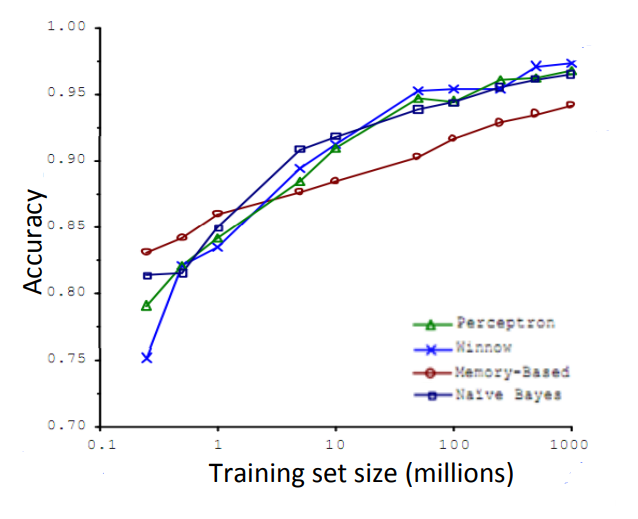 1.00
0.95
0.90
0.85
0.80
0.75
0.70
Accuracy
0.1 1 10 100 1000
Training set size (millions)
Perceptron
Winnow
Memory-Based
Naïve Bayes